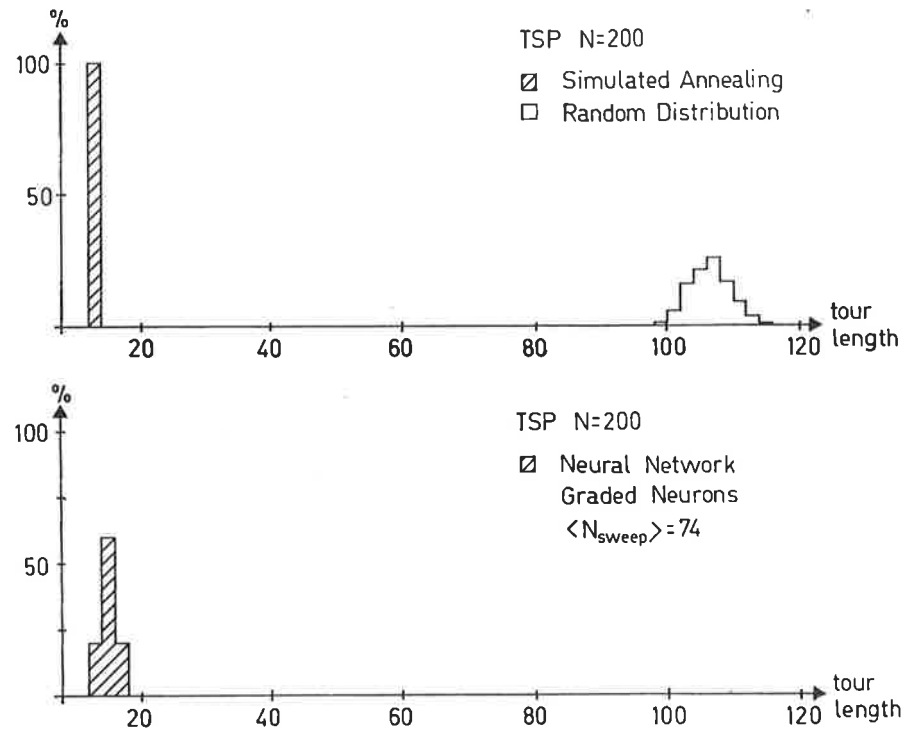 %
TSP N=200
Simulated Annealing
Random Distribution
100
50
20
40
60
80
100
120
tour
length
%
TSP N=200
Neural Network
Graded Neurons
<N_sweep>=74
100
50
20
40
60
80
100
120
tour
length